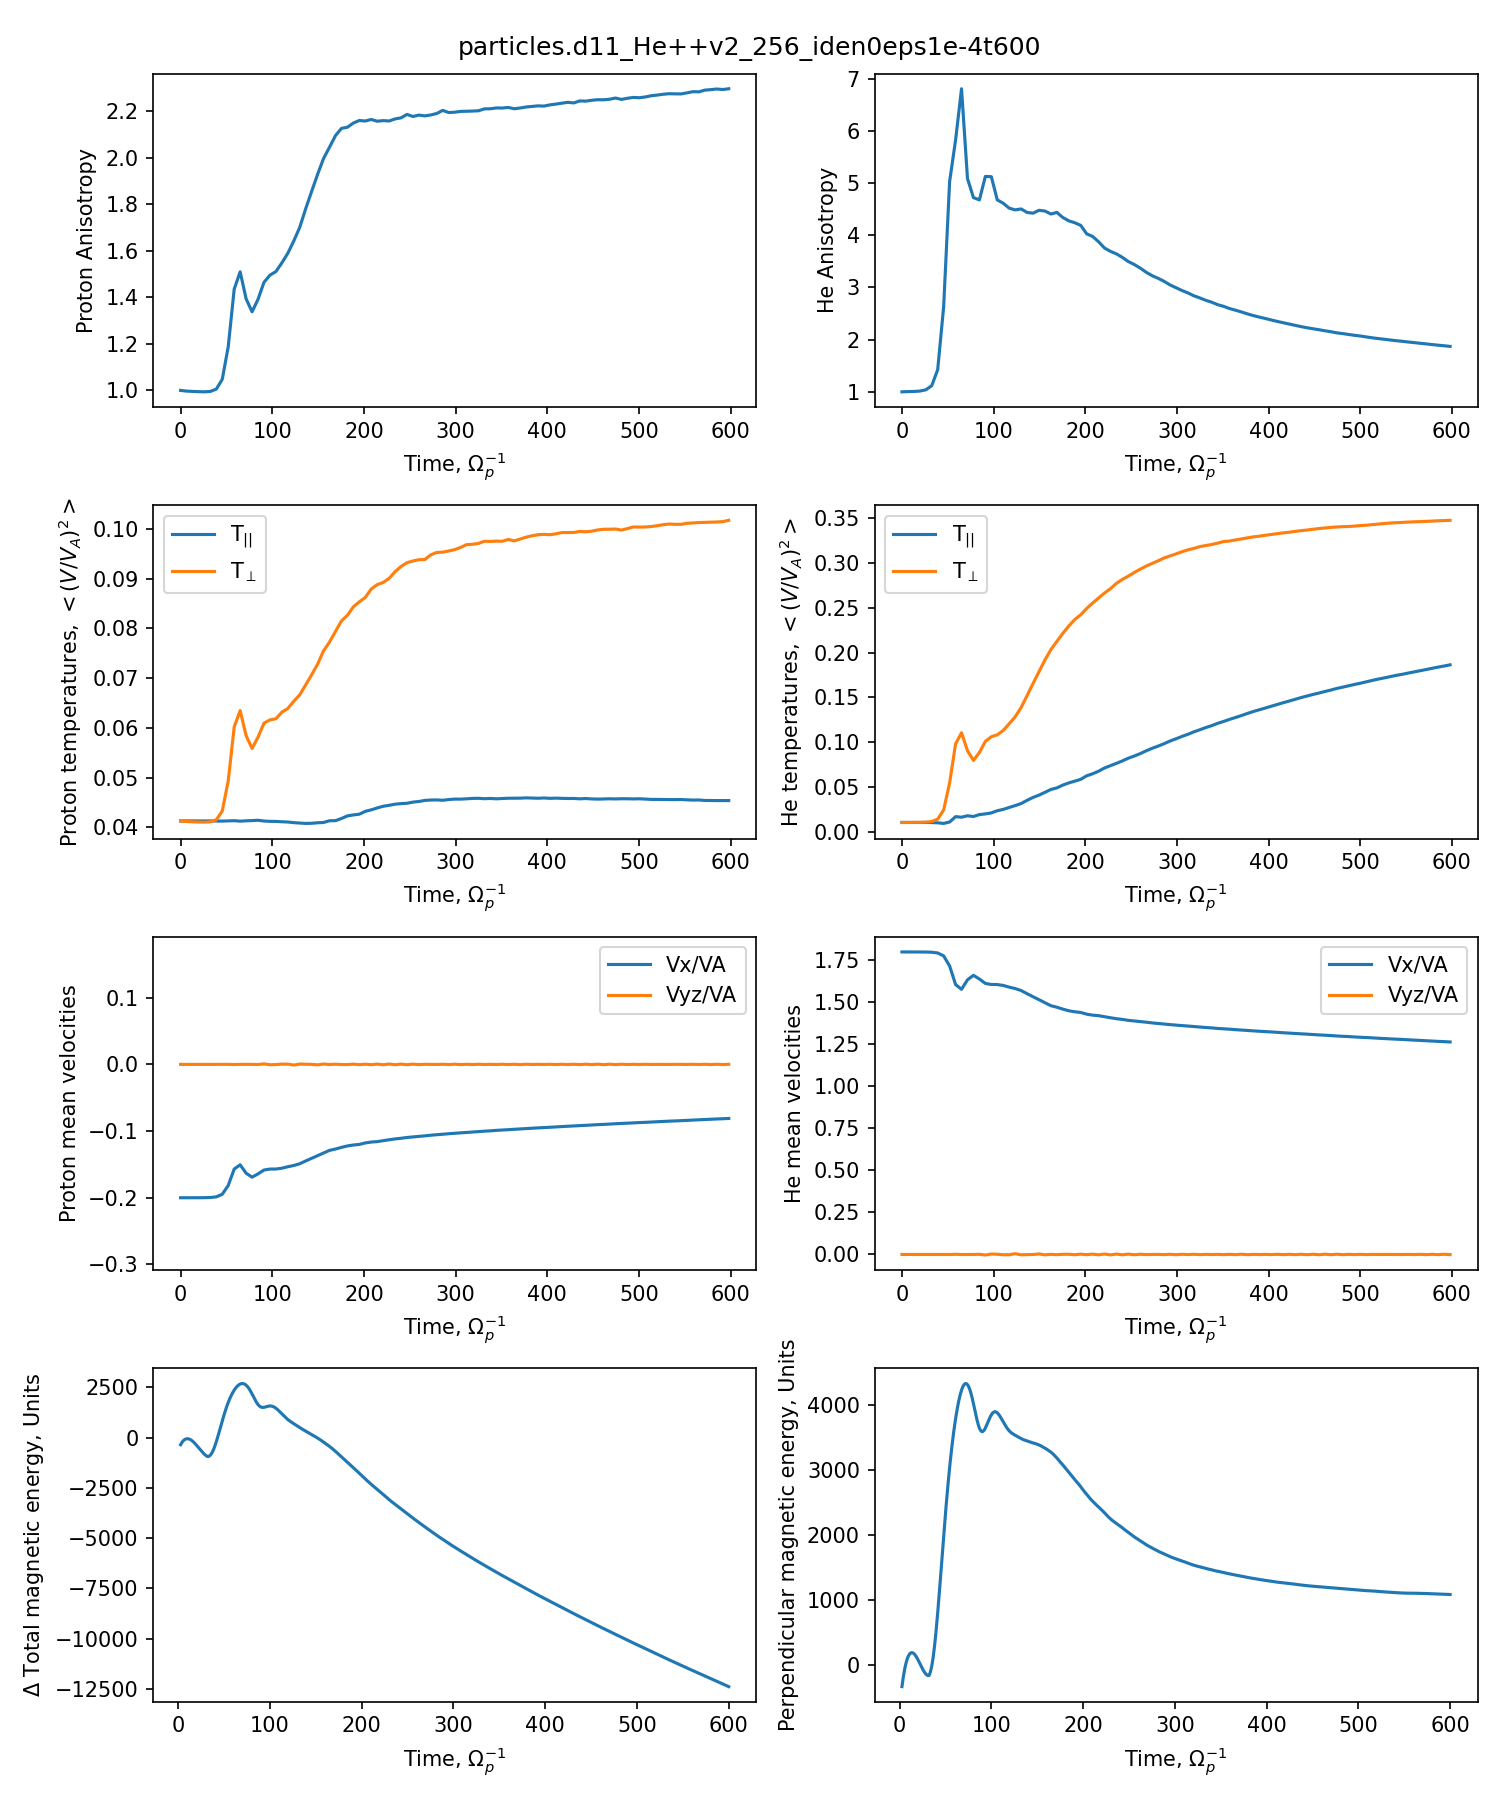 particles.d11_He++v2_256_iden0eps1e-4t600
Proton Anisotropy
2.2
2.0
1.8
1.6
1.4
1.2
1.0
0 100 200 300 400 500 600
Time, Ω_p^{-1}
He Anisotropy
7
6
5
4
3
2
1
0 100 200 300 400 500 600
Time, Ω_p^{-1}
Proton temperatures, < (V/V_A)^2 >
0.10
0.09
0.08
0.07
0.06
0.05
0.04
T_{||}
T_⊥
0 100 200 300 400 500 600
Time, Ω_p^{-1}
He temperatures, < (V/V_A)^2 >
0.35
0.30
0.25
0.20
0.15
0.10
0.05
0.00
T_{||}
T_⊥
0 100 200 300 400 500 600
Time, Ω_p^{-1}
Proton mean velocities
0.1
0.0
−0.1
−0.2
−0.3
Vx/VA
Vyz/VA
0 100 200 300 400 500 600
Time, Ω_p^{-1}
He mean velocities
1.75
1.50
1.25
1.00
0.75
0.50
0.25
0.00
Vx/VA
Vyz/VA
0 100 200 300 400 500 600
Time, Ω_p^{-1}
Δ Total magnetic energy, Units
2500
0
−2500
−5000
−7500
−10000
−12500
0 100 200 300 400 500 600
Time, Ω_p^{-1}
Perpendicular magnetic energy, Units
4000
3000
2000
1000
0
0 100 200 300 400 500 600
Time, Ω_p^{-1}